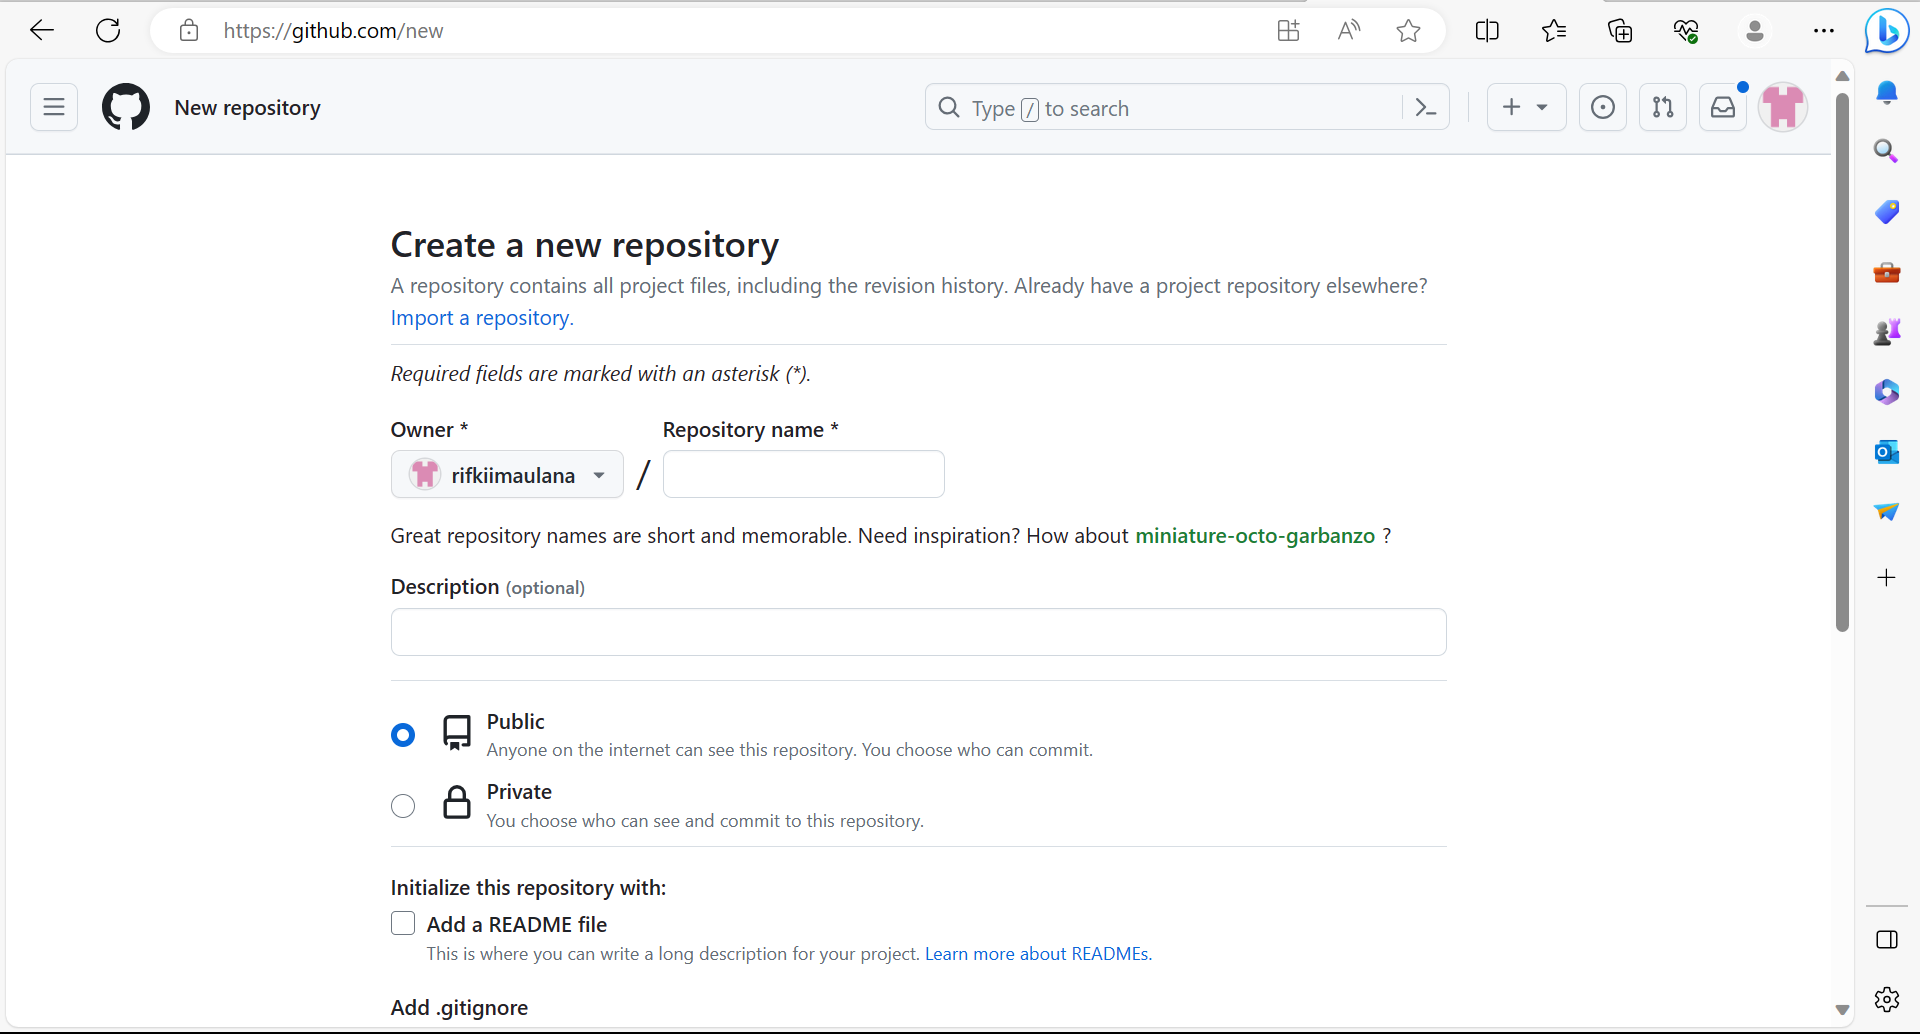 https://github.com/new
New repository
Type / to search
Create a new repository
A repository contains all project files, including the revision history. Already have a project repository elsewhere?
Import a repository.
Required fields are marked with an asterisk (*).
Owner *
Repository name *
rifkiimaulana
/
Great repository names are short and memorable. Need inspiration? How about miniature-octo-garbanzo ?
Description (optional)
Public
Anyone on the internet can see this repository. You choose who can commit.
Private
You choose who can see and commit to this repository.
Initialize this repository with:
Add a README file
This is where you can write a long description for your project. Learn more about READMEs.
Add .gitignore